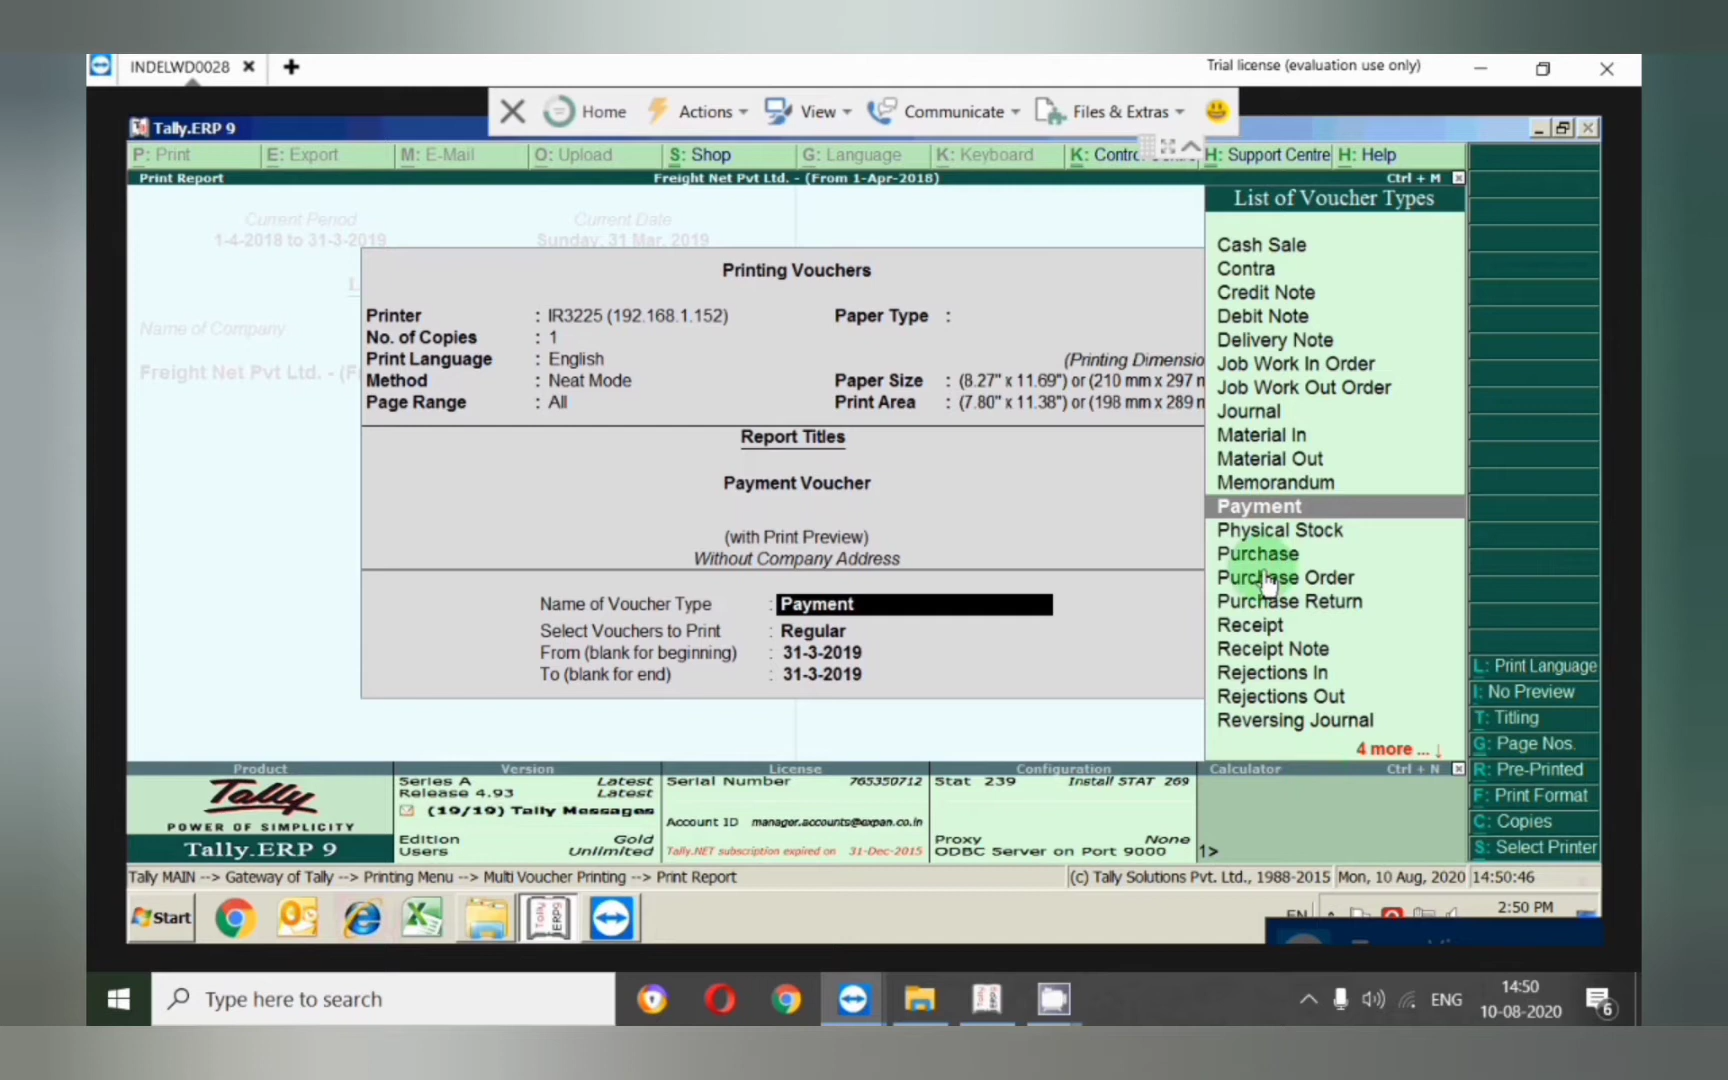 INDELWD0028
Trial license (evaluation use only)
Home Actions View Communicate Files & Extras
Tally.ERP 9
P: Print E: Export M: E-Mail O: Upload S: Shop G: Language K: Keyboard K: Contro H: Support Centre H: Help
Print Report Freight Net Pvt Ltd. - (From 1-Apr-2018) Ctrl + M
Current Period Current Date
1-4-2018 to 31-3-2019 Sunday, 31 Mar, 2019
Name of Company
Freight Net Pvt Ltd. - (F
Printing Vouchers
Printer : IR3225 (192.168.1.152) Paper Type :
No. of Copies : 1
Print Language : English (Printing Dimensio
Method : Neat Mode Paper Size : (8.27" x 11.69") or (210 mm x 297
Page Range : All Print Area : (7.80" x 11.38") or (198 mm x 289
Report Titles
Payment Voucher
(with Print Preview)
Without Company Address
Name of Voucher Type : Payment
Select Vouchers to Print : Regular
From (blank for beginning) : 31-3-2019
To (blank for end) : 31-3-2019
List of Voucher Types
Cash Sale
Contra
Credit Note
Debit Note
Delivery Note
Job Work In Order
Job Work Out Order
Journal
Material In
Material Out
Memorandum
Payment
Physical Stock
Purchase
Purchase Order
Purchase Return
Receipt
Receipt Note
Rejections In
Rejections Out
Reversing Journal
4 more ... ↓
L: Print Language
I: No Preview
T: Titling
G: Page Nos.
R: Pre-Printed
F: Print Format
C: Copies
S: Select Printer
Product Version License Configuration Calculator Ctrl + N
Tally
POWER OF SIMPLICITY
Tally.ERP 9
Series A Latest
Release 4.93 Latest
(19/19) Tally Messages
Edition Gold
Users Unlimited
Serial Number 765350712
Account ID manager.accounts@expan.co.in
Tally.NET subscription expired on 31-Dec-2015
Stat 239 Install STAT 269
Proxy None
ODBC Server on Port 9000
1>
Tally MAIN --> Gateway of Tally --> Printing Menu --> Multi Voucher Printing --> Print Report (c) Tally Solutions Pvt. Ltd., 1988-2015 Mon, 10 Aug, 2020 14:50:46
Start
Tally ERP9
EN
2:50 PM
Type here to search
ENG
14:50
10-08-2020
6